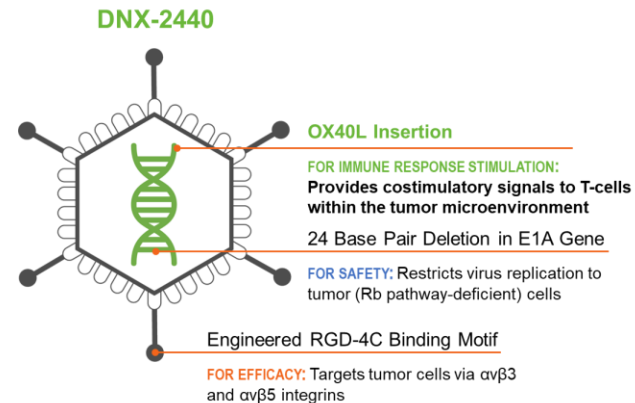 DNX-2440
OX40L Insertion
FOR IMMUNE RESPONSE STIMULATION:
Provides costimulatory signals to T-cells
within the tumor microenvironment
24 Base Pair Deletion in E1A Gene
FOR SAFETY: Restricts virus replication to
tumor (Rb pathway-deficient) cells
Engineered RGD-4C Binding Motif
FOR EFFICACY: Targets tumor cells via αvβ3
and αvβ5 integrins